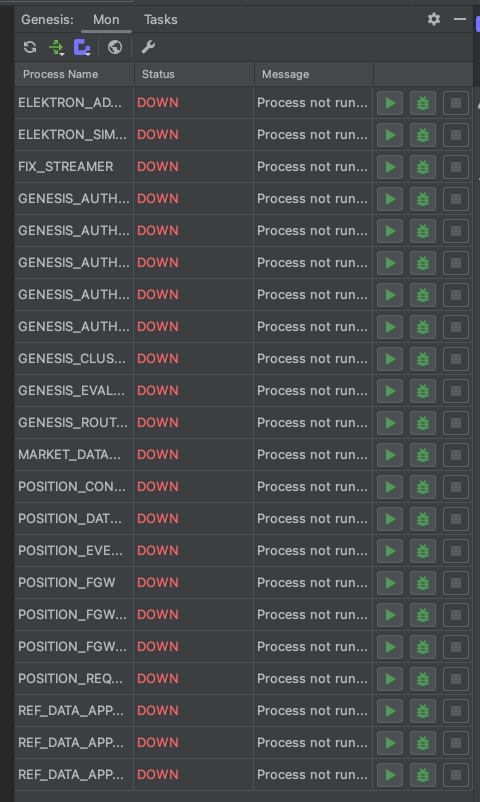 Genesis: Mon Tasks
Process Name Status Message
ELEKTRON_AD... DOWN Process not run...
ELEKTRON_SIM... DOWN Process not run...
FIX_STREAMER DOWN Process not run...
GENESIS_AUTH... DOWN Process not run...
GENESIS_AUTH... DOWN Process not run...
GENESIS_AUTH... DOWN Process not run...
GENESIS_AUTH... DOWN Process not run...
GENESIS_AUTH... DOWN Process not run...
GENESIS_CLUS... DOWN Process not run...
GENESIS_EVAL... DOWN Process not run...
GENESIS_ROUT... DOWN Process not run...
MARKET_DATA... DOWN Process not run...
POSITION_CON... DOWN Process not run...
POSITION_DAT... DOWN Process not run...
POSITION_EVE... DOWN Process not run...
POSITION_FGW DOWN Process not run...
POSITION_FGW... DOWN Process not run...
POSITION_FGW... DOWN Process not run...
POSITION_REQ... DOWN Process not run...
REF_DATA_APP... DOWN Process not run...
REF_DATA_APP... DOWN Process not run...
REF_DATA_APP... DOWN Process not run...